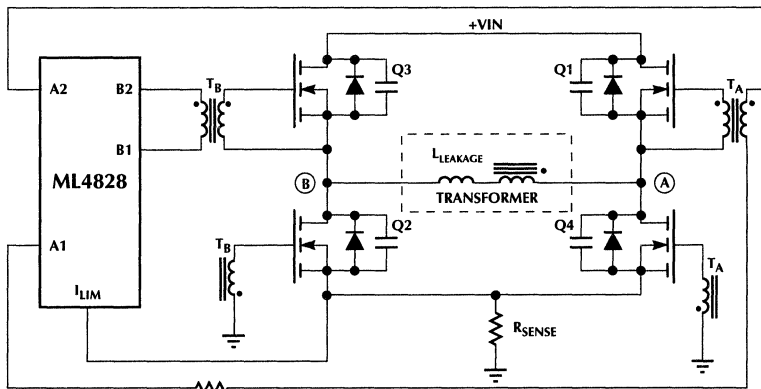 +VIN
A2
B2
T_B
Q3
Q1
T_A
B1
ML4828
L_LEAKAGE
B
A
TRANSFORMER
A1
T_B
Q2
Q4
T_A
I_LIM
R_SENSE